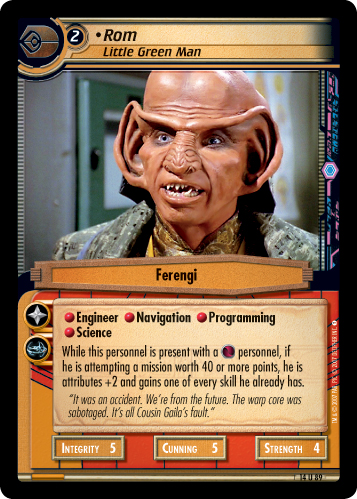 2 • Rom
Little Green Man
Ferengi
Engineer Navigation Programming
Science
While this personnel is present with a personnel, if
he is attempting a mission worth 40 or more points, he is
attributes +2 and gains one of every skill he already has.
"It was an accident. We're from the future. The warp core was
sabotaged. It's all Cousin Gaila's fault."
INTEGRITY 5 CUNNING 5 STRENGTH 4
14 U 89